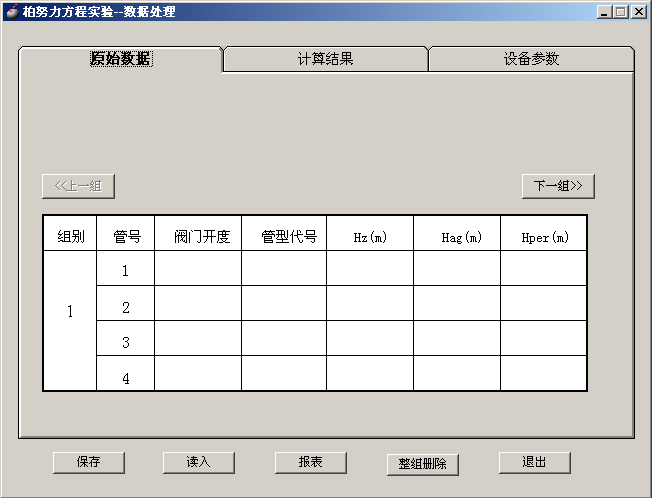 柏努力方程实验--数据处理
原始数据 计算结果 设备参数
<<上一组 下一组>>
组别 管号 阀门开度 管型代号 Hz(m) Hag(m) Hper(m)
1
1
2
3
4
保存 读入 报表 整组删除 退出